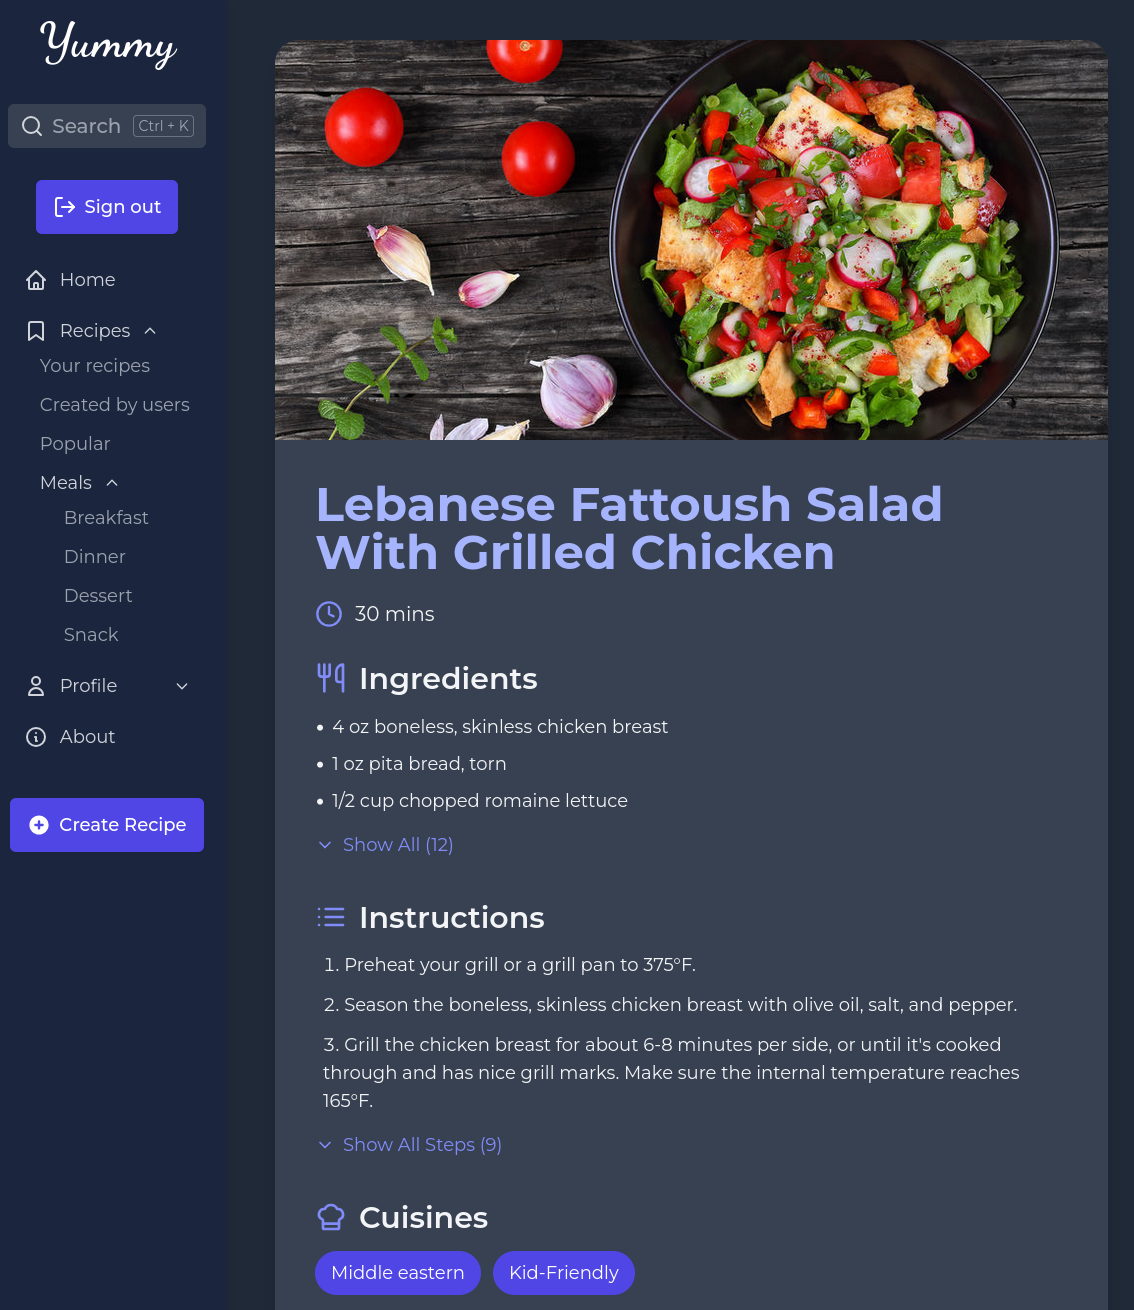 Yummy
Search Ctrl + K
Sign out
Home
Recipes
Your recipes
Created by users
Popular
Meals
Breakfast
Dinner
Dessert
Snack
Profile
About
Create Recipe
Lebanese Fattoush Salad
With Grilled Chicken
30 mins
Ingredients
• 4 oz boneless, skinless chicken breast
• 1 oz pita bread, torn
• 1/2 cup chopped romaine lettuce
Show All (12)
Instructions
1. Preheat your grill or a grill pan to 375°F.
2. Season the boneless, skinless chicken breast with olive oil, salt, and pepper.
3. Grill the chicken breast for about 6-8 minutes per side, or until it's cooked
through and has nice grill marks. Make sure the internal temperature reaches
165°F.
Show All Steps (9)
Cuisines
Middle eastern Kid-Friendly